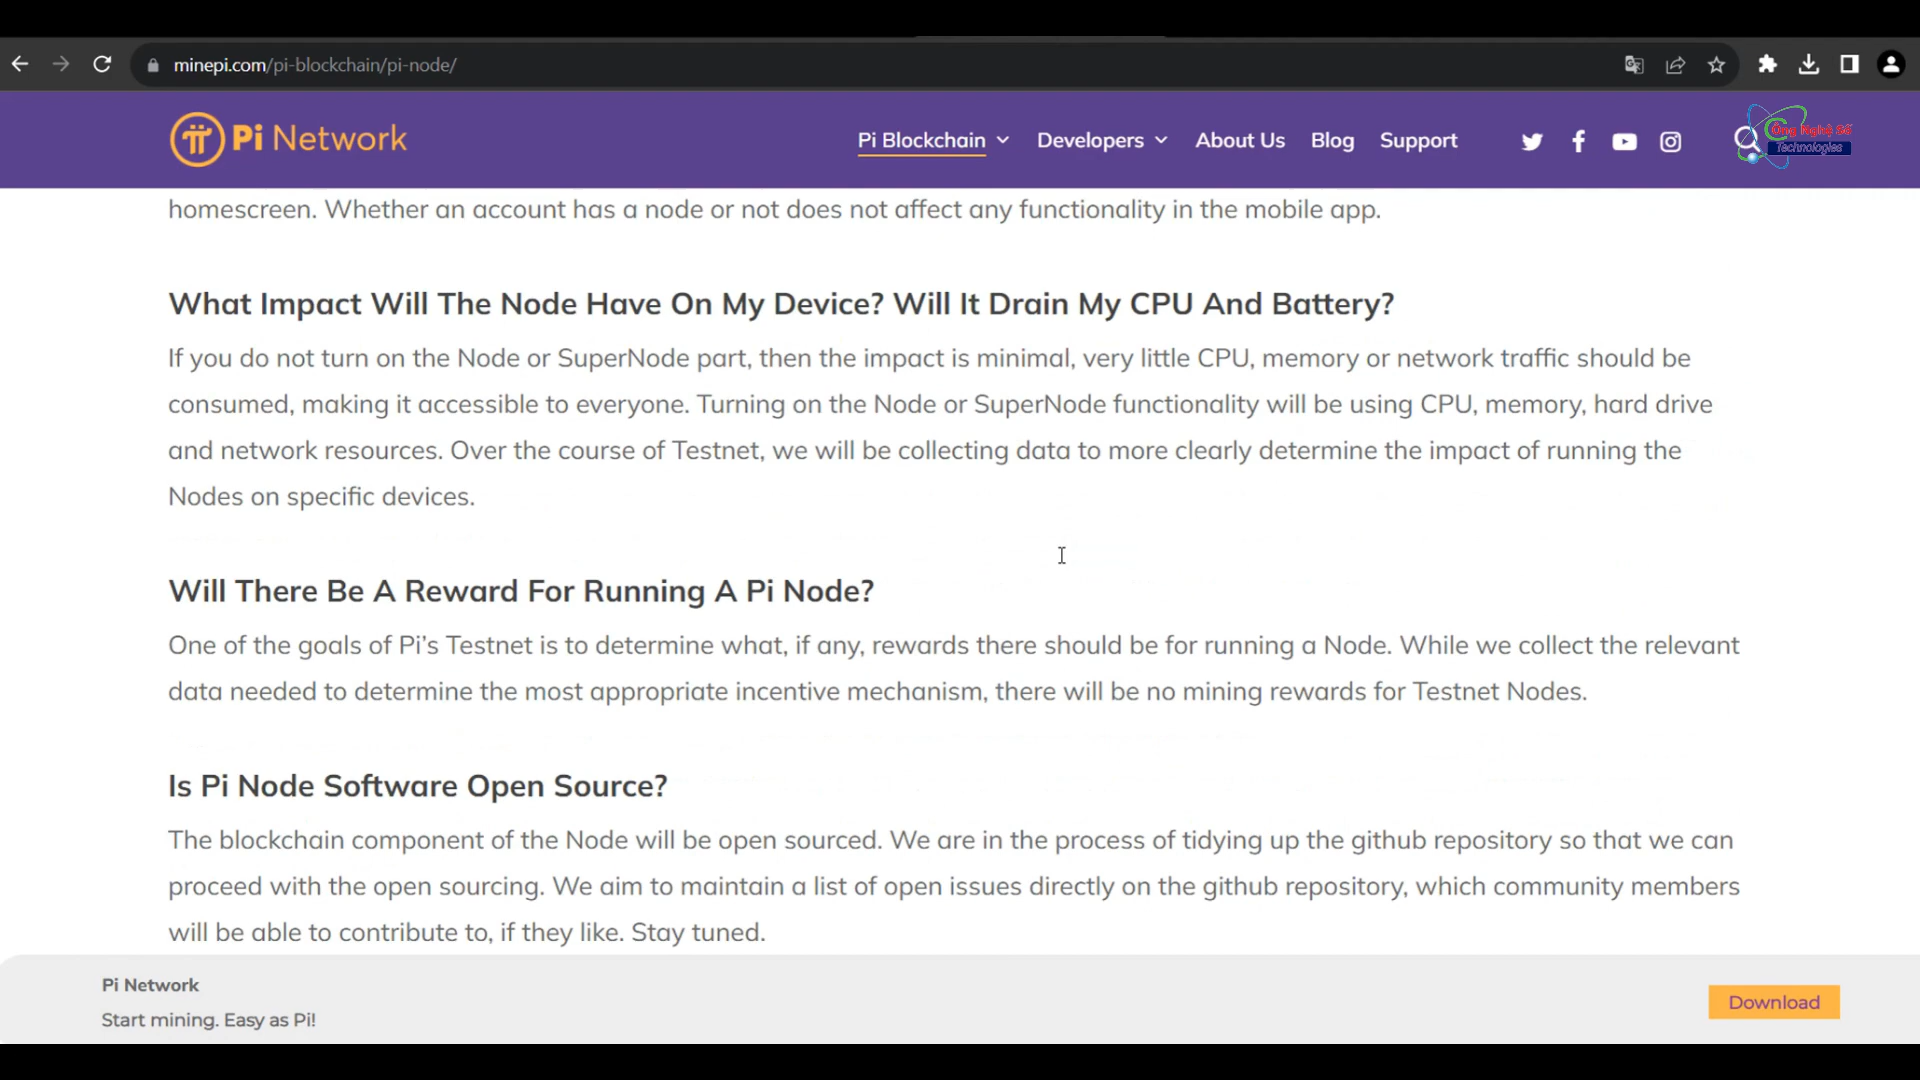 minepi.com/pi-blockchain/pi-node/
Pi Network
Pi Blockchain
Developers
About Us
Blog
Support
Công Nghệ Số
Technologies
homescreen. Whether an account has a node or not does not affect any functionality in the mobile app.
What Impact Will The Node Have On My Device? Will It Drain My CPU And Battery?
If you do not turn on the Node or SuperNode part, then the impact is minimal, very little CPU, memory or network traffic should be
consumed, making it accessible to everyone. Turning on the Node or SuperNode functionality will be using CPU, memory, hard drive
and network resources. Over the course of Testnet, we will be collecting data to more clearly determine the impact of running the
Nodes on specific devices.
Will There Be A Reward For Running A Pi Node?
One of the goals of Pi’s Testnet is to determine what, if any, rewards there should be for running a Node. While we collect the relevant
data needed to determine the most appropriate incentive mechanism, there will be no mining rewards for Testnet Nodes.
Is Pi Node Software Open Source?
The blockchain component of the Node will be open sourced. We are in the process of tidying up the github repository so that we can
proceed with the open sourcing. We aim to maintain a list of open issues directly on the github repository, which community members
will be able to contribute to, if they like. Stay tuned.
Pi Network
Start mining. Easy as Pi!
Download